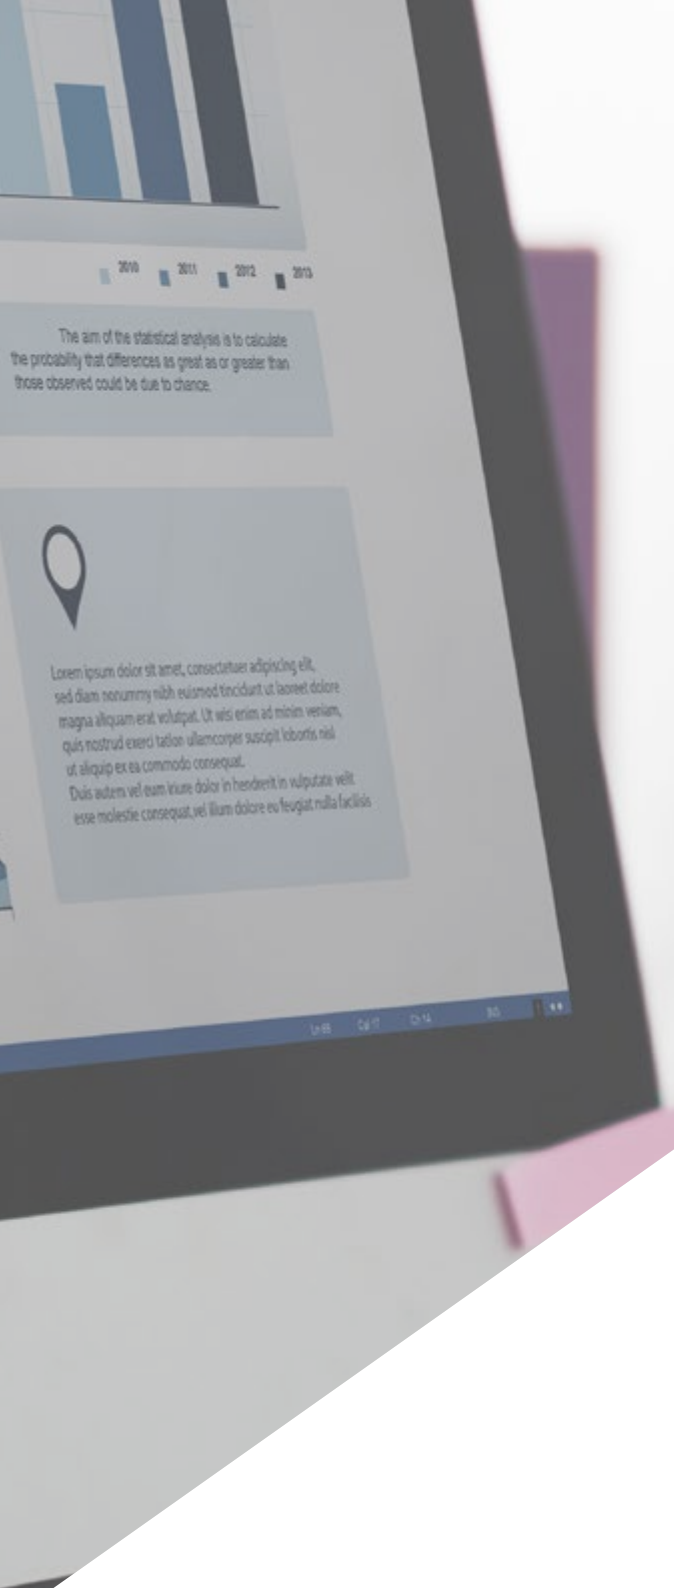 2010 2011 2012 2013
The aim of the statistical analysis is to calculate
the probability that differences as great as or greater than
those observed could be due to chance.
Lorem ipsum dolor sit amet, consectetuer adipiscing elit,
sed diam nonummy nibh euismod tincidunt ut laoreet dolore
magna aliquam erat volutpat. Ut wisi enim ad minim veniam,
quis nostrud exerci tation ullamcorper suscipit lobortis nisl
ut aliquip ex ea commodo consequat.
Duis autem vel eum iriure dolor in hendrerit in vulputate velit
esse molestie consequat, vel illum dolore eu feugiat nulla facilisis
Col 17